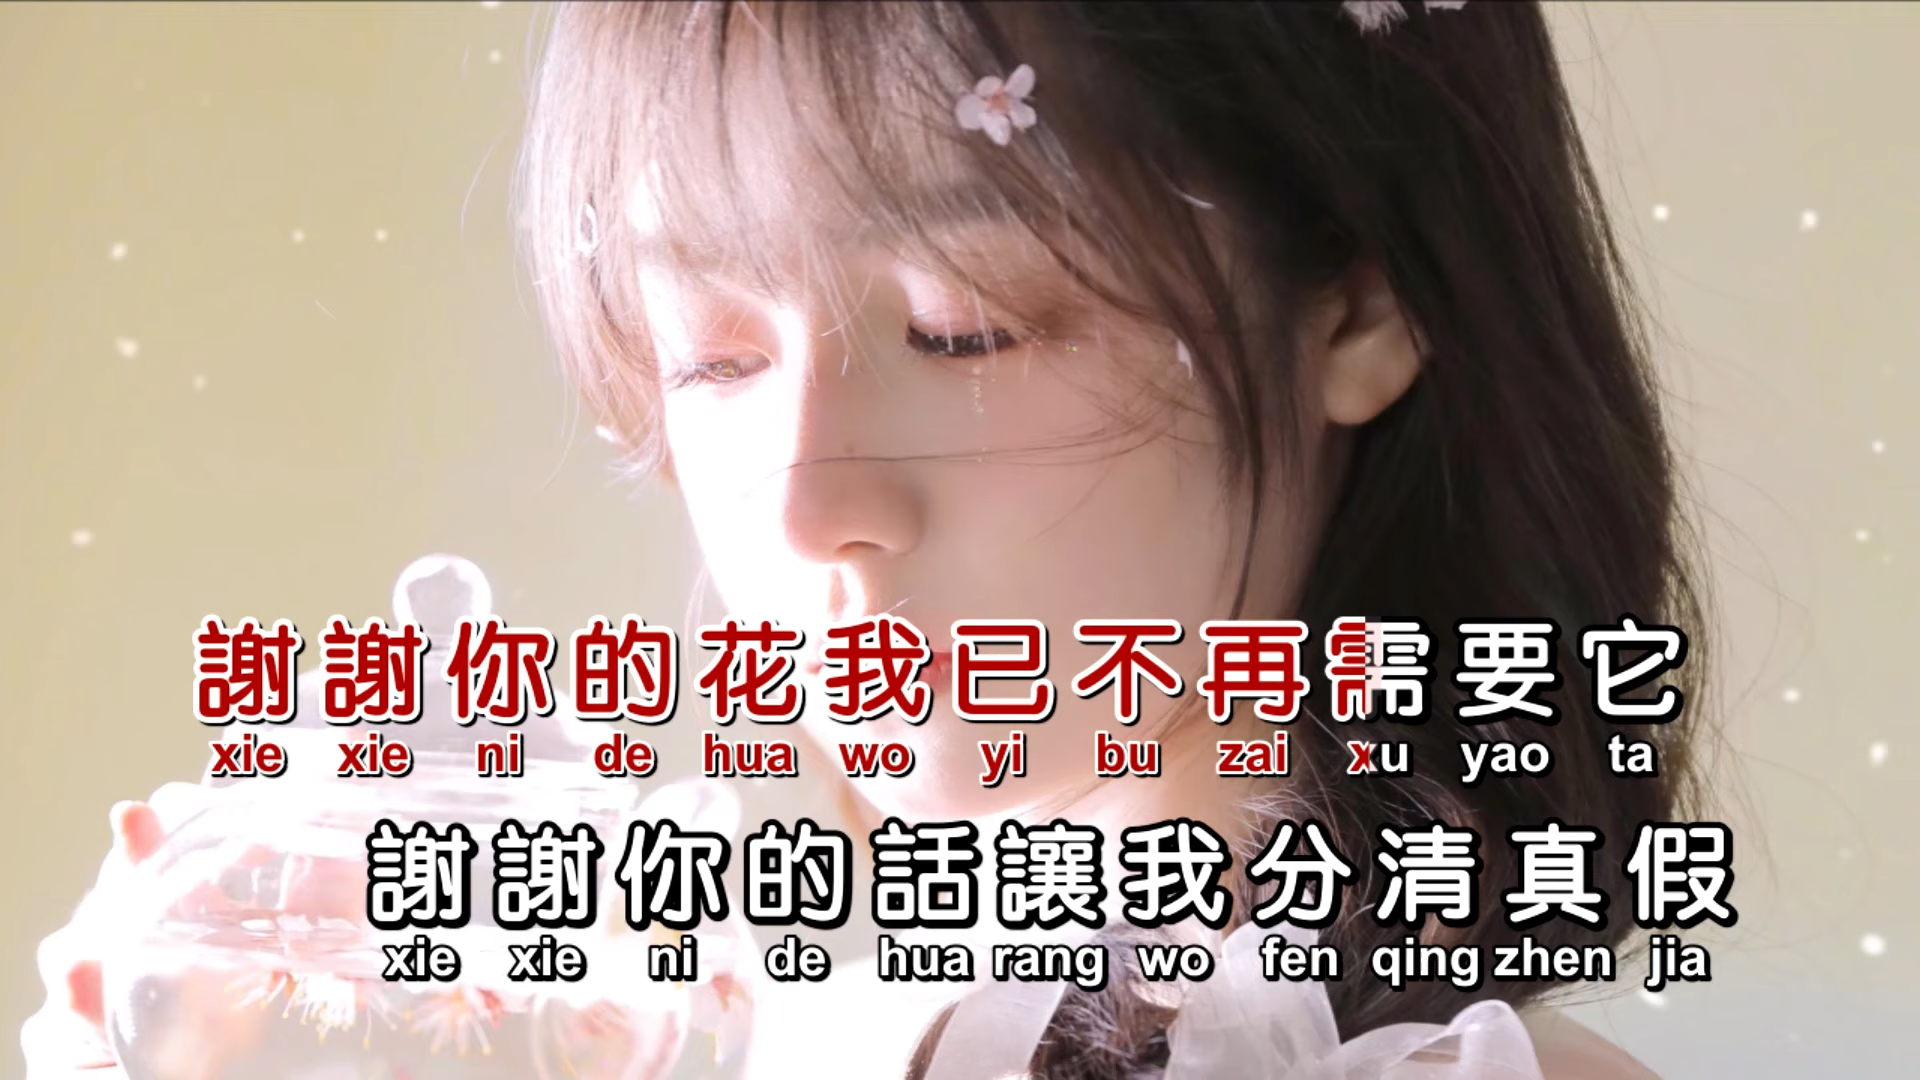 謝謝你的花我已不再需要它
xie xie ni de hua wo yi bu zai xu yao ta
謝謝你的話讓我分清真假
xie xie ni de hua rang wo fen qing zhen jia